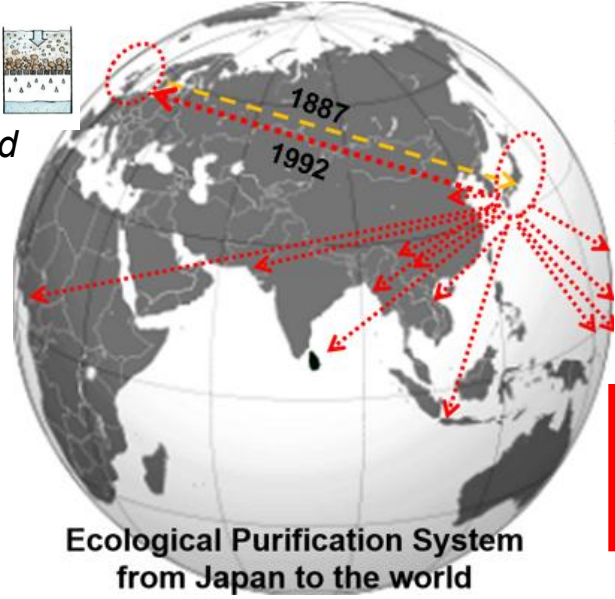 d
1887
1992
Ecological Purification System
from Japan to the world